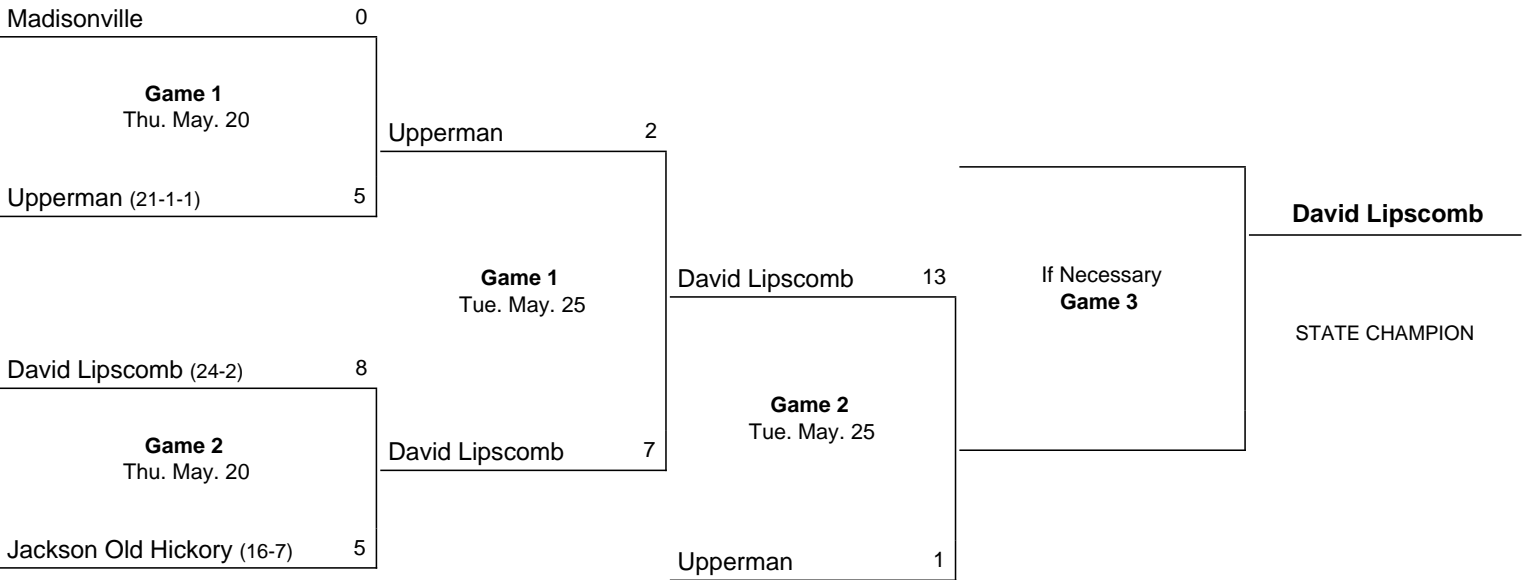 Madisonville 0
Game 1
Thu. May. 20
Upperman (21-1-1) 5
David Lipscomb (24-2) 8
Game 2
Thu. May. 20
Jackson Old Hickory (16-7) 5
Upperman 2
Game 1
Tue. May. 25
David Lipscomb 7
David Lipscomb 13
Game 2
Tue. May. 25
Upperman 1
If Necessary
Game 3
David Lipscomb
STATE CHAMPION